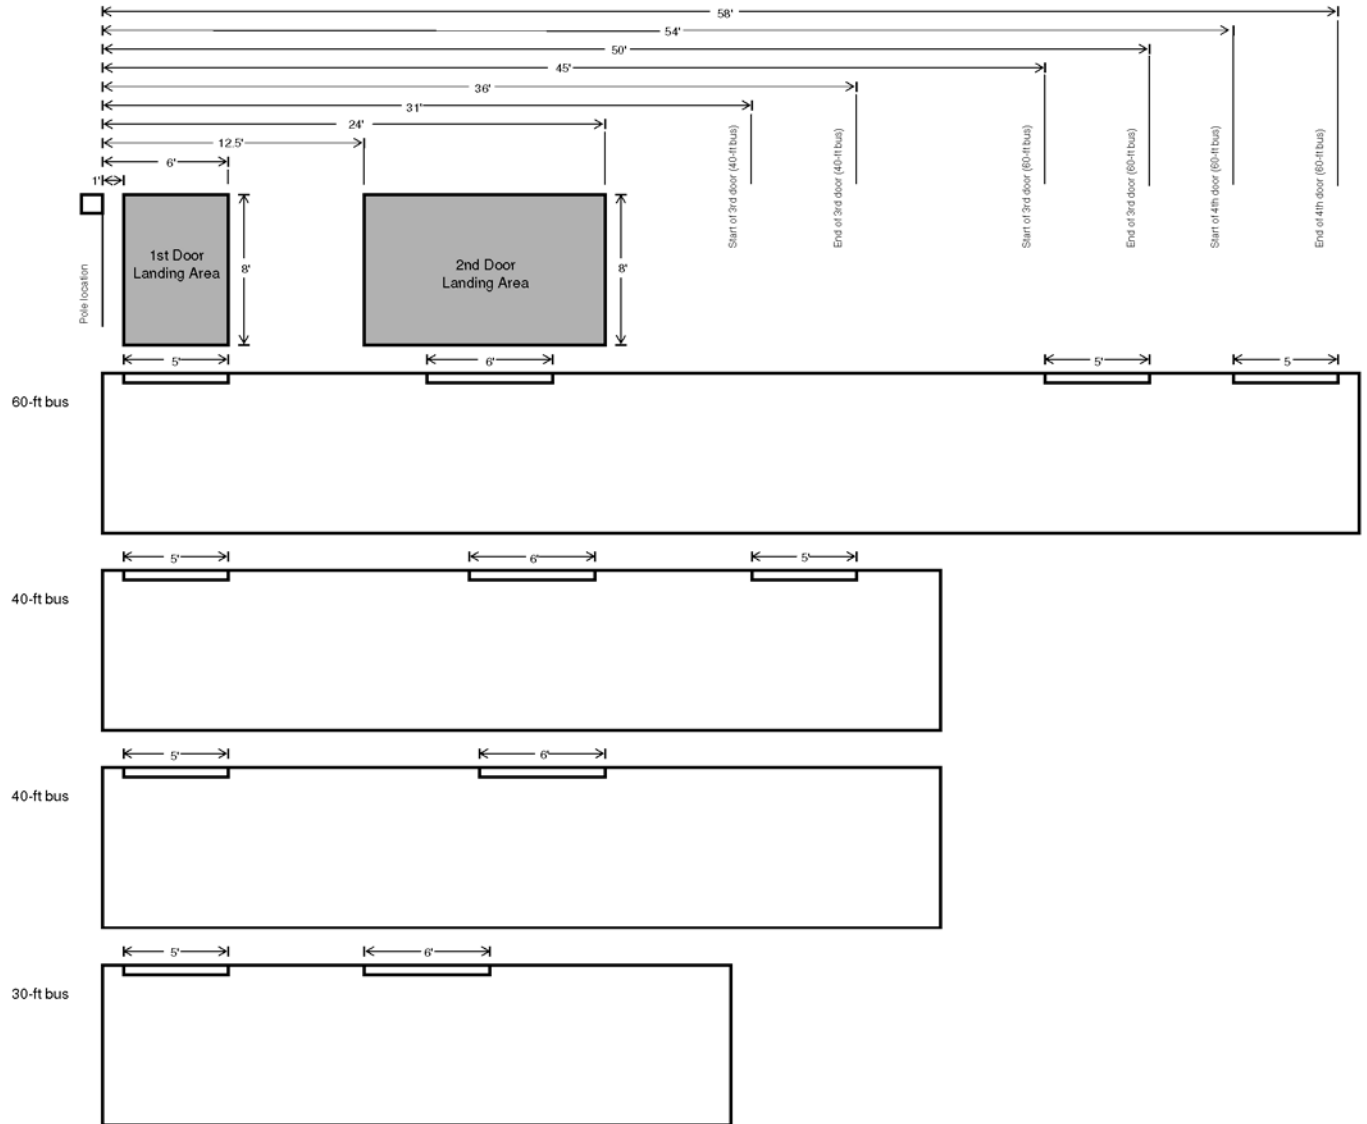 58'
54'
50'
45'
36'
31'
24'
12.5'
6'
1'
Pole location
1st Door
Landing Area
8'
2nd Door
Landing Area
8'
Start of 3rd door (40-ft bus)
End of 3rd door (40-ft bus)
Start of 3rd door (60-ft bus)
End of 3rd door (60-ft bus)
Start of 4th door (60-ft bus)
End of 4th door (60-ft bus)
5' 6' 5' 5
60-ft bus
5' 6' 5'
40-ft bus
5' 6'
40-ft bus
5' 6'
30-ft bus